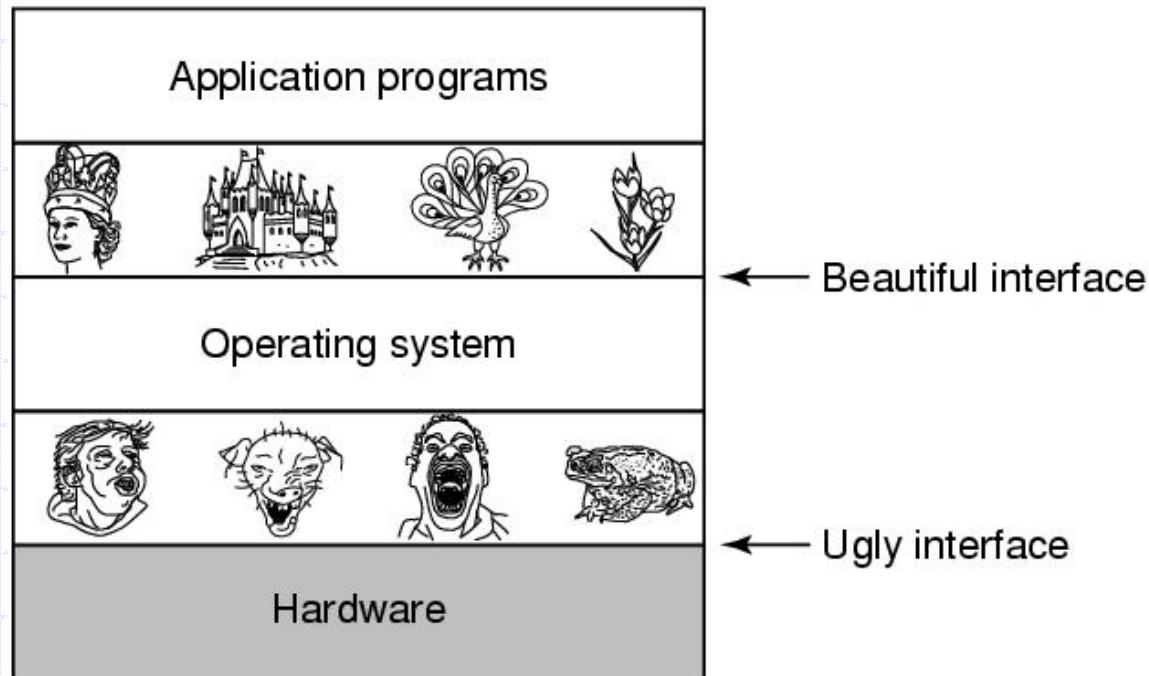 Application programs
Beautiful interface
Operating system
Ugly interface
Hardware